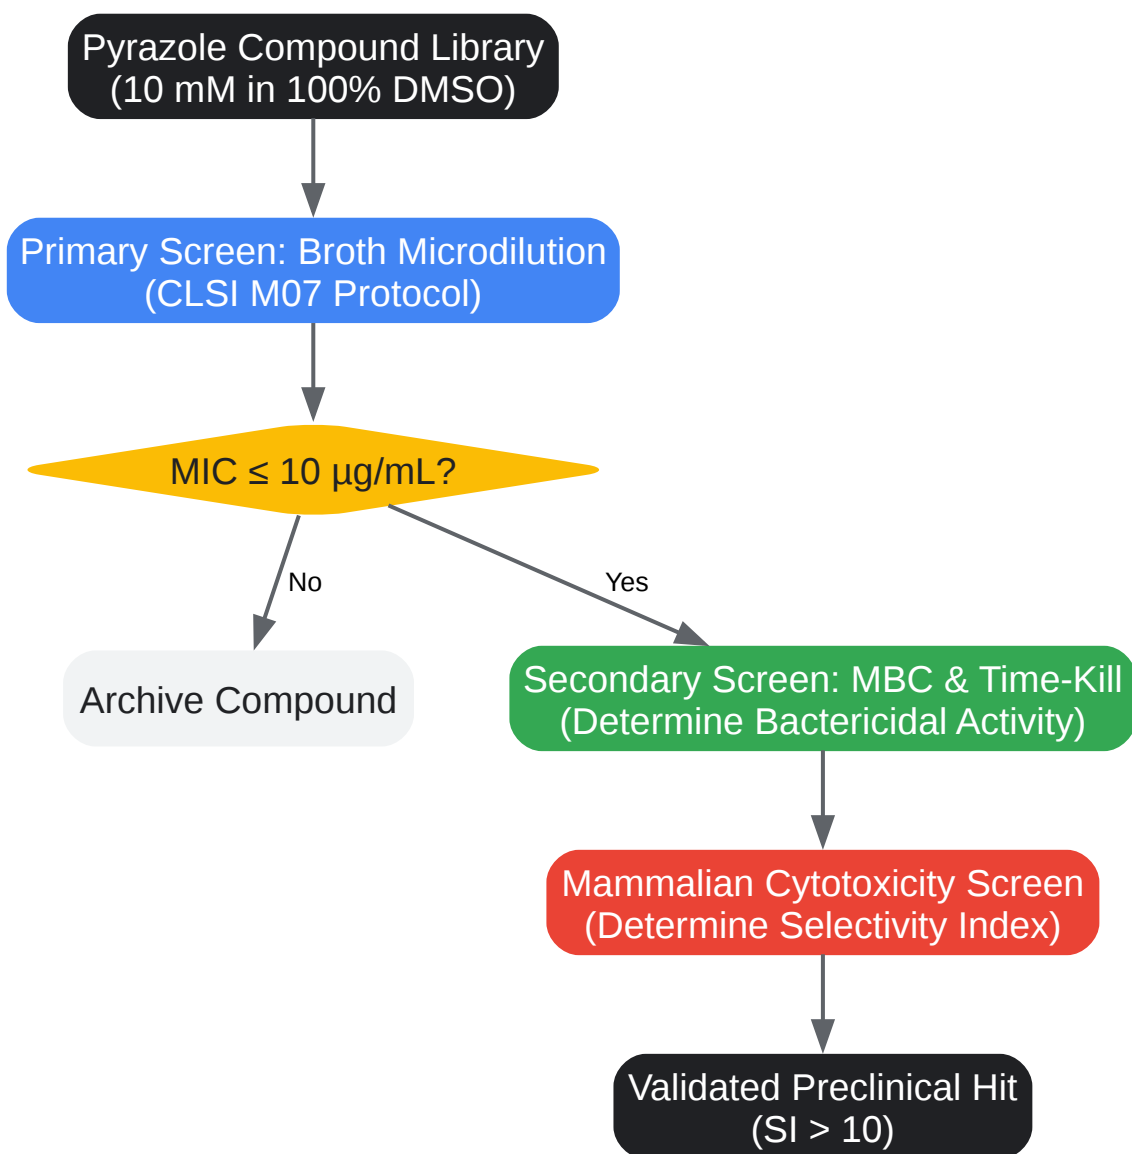 Pyrazole Compound Library
(10 mM in 100% DMSO)
Primary Screen: Broth Microdilution
(CLSI M07 Protocol)
MIC ≤ 10 µg/mL?
No
Yes
Archive Compound
Secondary Screen: MBC & Time-Kill
(Determine Bactericidal Activity)
Mammalian Cytotoxicity Screen
(Determine Selectivity Index)
Validated Preclinical Hit
(SI > 10)